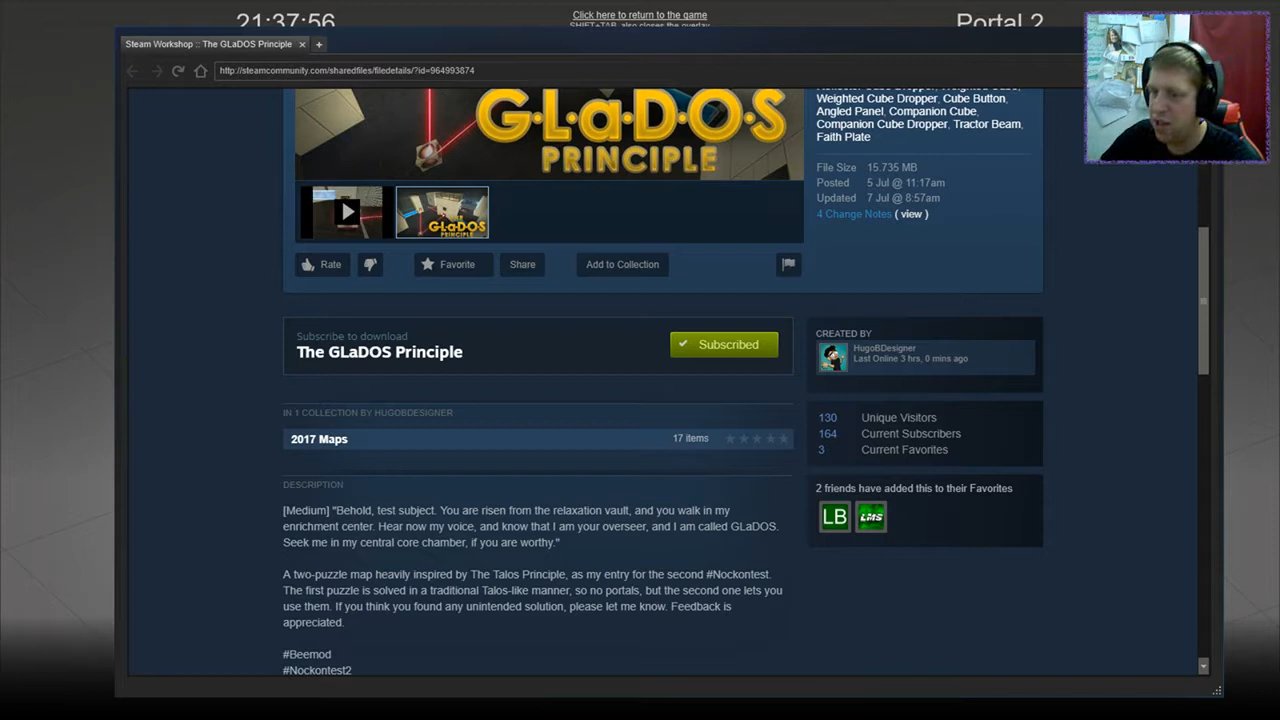 21:37:56
Click here to return to the game
SHIFT+TAB also closes the overlay
Portal 2
Steam Workshop :: The GLaDOS Principle × +
http://steamcommunity.com/sharedfiles/filedetails/?id=964993874
G·L·a·D·O·S
PRINCIPLE
Weighted Cube Dropper, Cube Button,
Angled Panel, Companion Cube,
Companion Cube Dropper, Tractor Beam,
Faith Plate
File Size 15.735 MB
Posted 5 Jul @ 11:17am
Updated 7 Jul @ 8:57am
4 Change Notes ( view )
GLaDOS
Rate
Favorite
Share
Add to Collection
Subscribe to download
The GLaDOS Principle
Subscribed
CREATED BY
HugoBDesigner
Last Online 3 hrs, 0 mins ago
IN 1 COLLECTION BY HUGOBDESIGNER
2017 Maps 17 items
130 Unique Visitors
164 Current Subscribers
3 Current Favorites
DESCRIPTION
2 friends have added this to their Favorites
LB LMS
[Medium] "Behold, test subject. You are risen from the relaxation vault, and you walk in my
enrichment center. Hear now my voice, and know that I am your overseer, and I am called GLaDOS.
Seek me in my central core chamber, if you are worthy."
A two-puzzle map heavily inspired by The Talos Principle, as my entry for the second #Nockontest.
The first puzzle is solved in a traditional Talos-like manner, so no portals, but the second one lets you
use them. If you think you found any unintended solution, please let me know. Feedback is
appreciated.
#Beemod
#Nockontest2